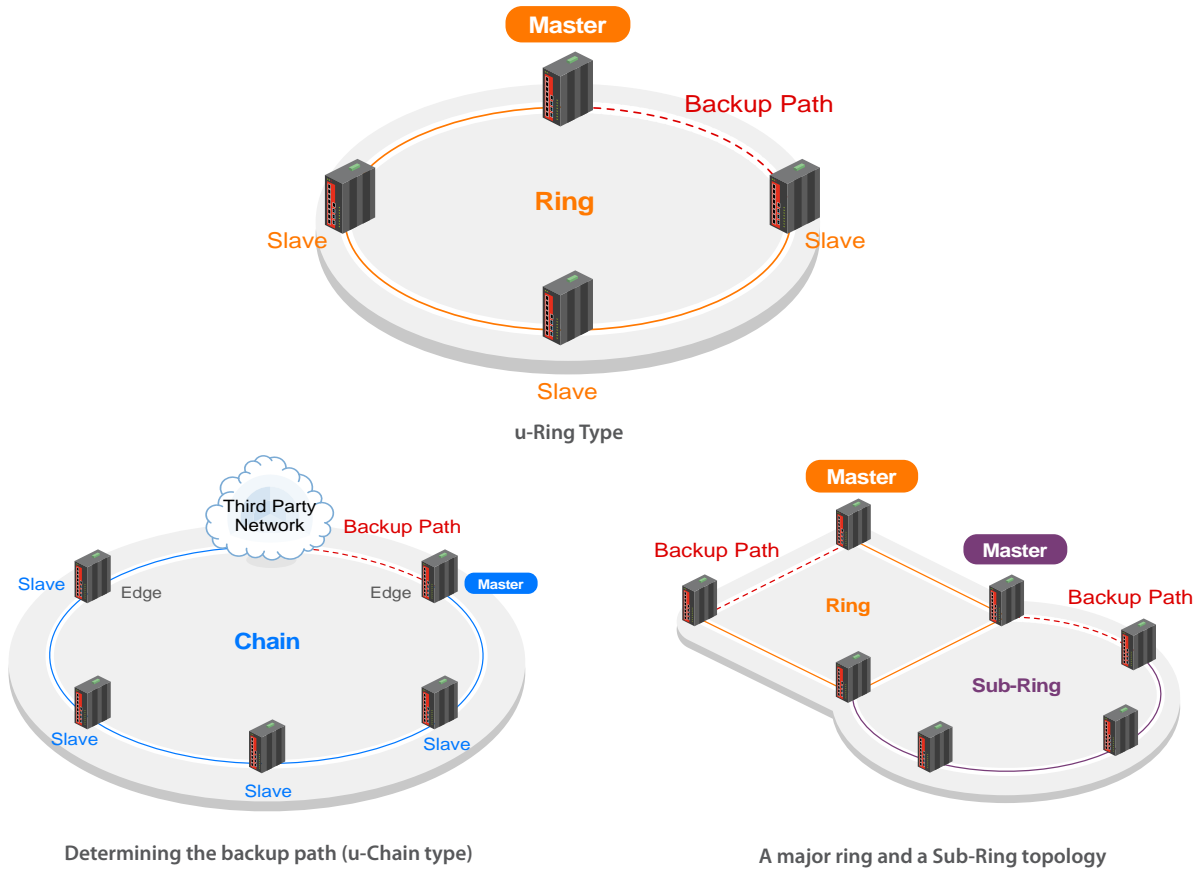 Master
Backup Path
Ring
Slave
Slave
Slave
u-Ring Type
Third Party
Network
Backup Path
Slave
Edge
Edge
Master
Chain
Slave
Slave
Slave
Determining the backup path (u-Chain type)
Master
Backup Path
Master
Backup Path
Ring
Sub-Ring
A major ring and a Sub-Ring topology